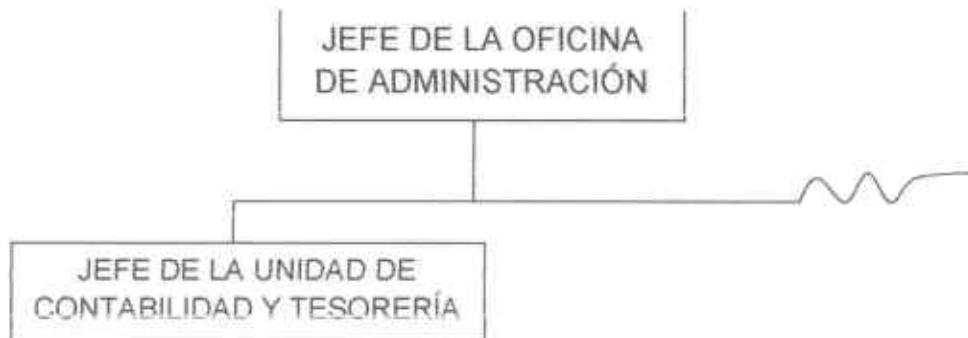 JEFE DE LA OFICINA
DE ADMINISTRACIÓN
JEFE DE LA UNIDAD DE
CONTABILIDAD Y TESORERÍA